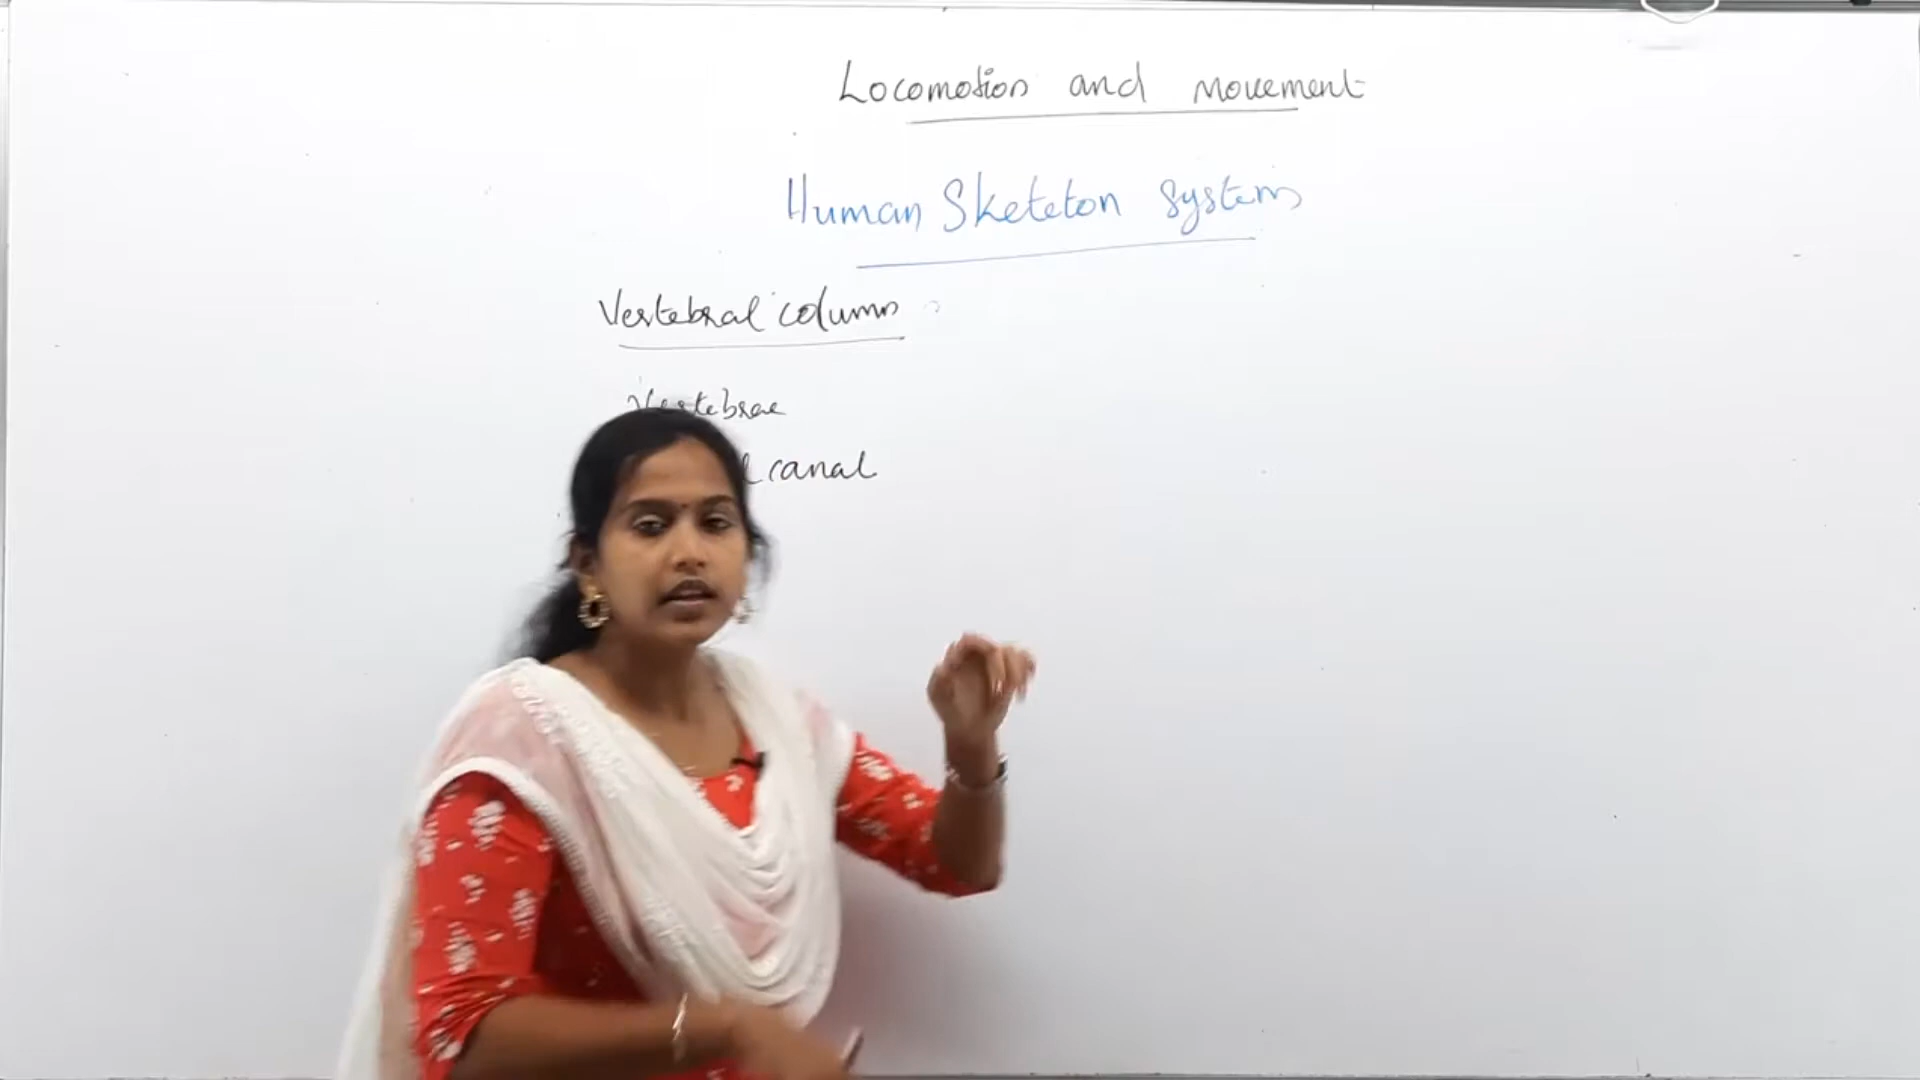 Locomotion and movement
Human Sketeton System
Vertebral column :
Vertebrae
canal